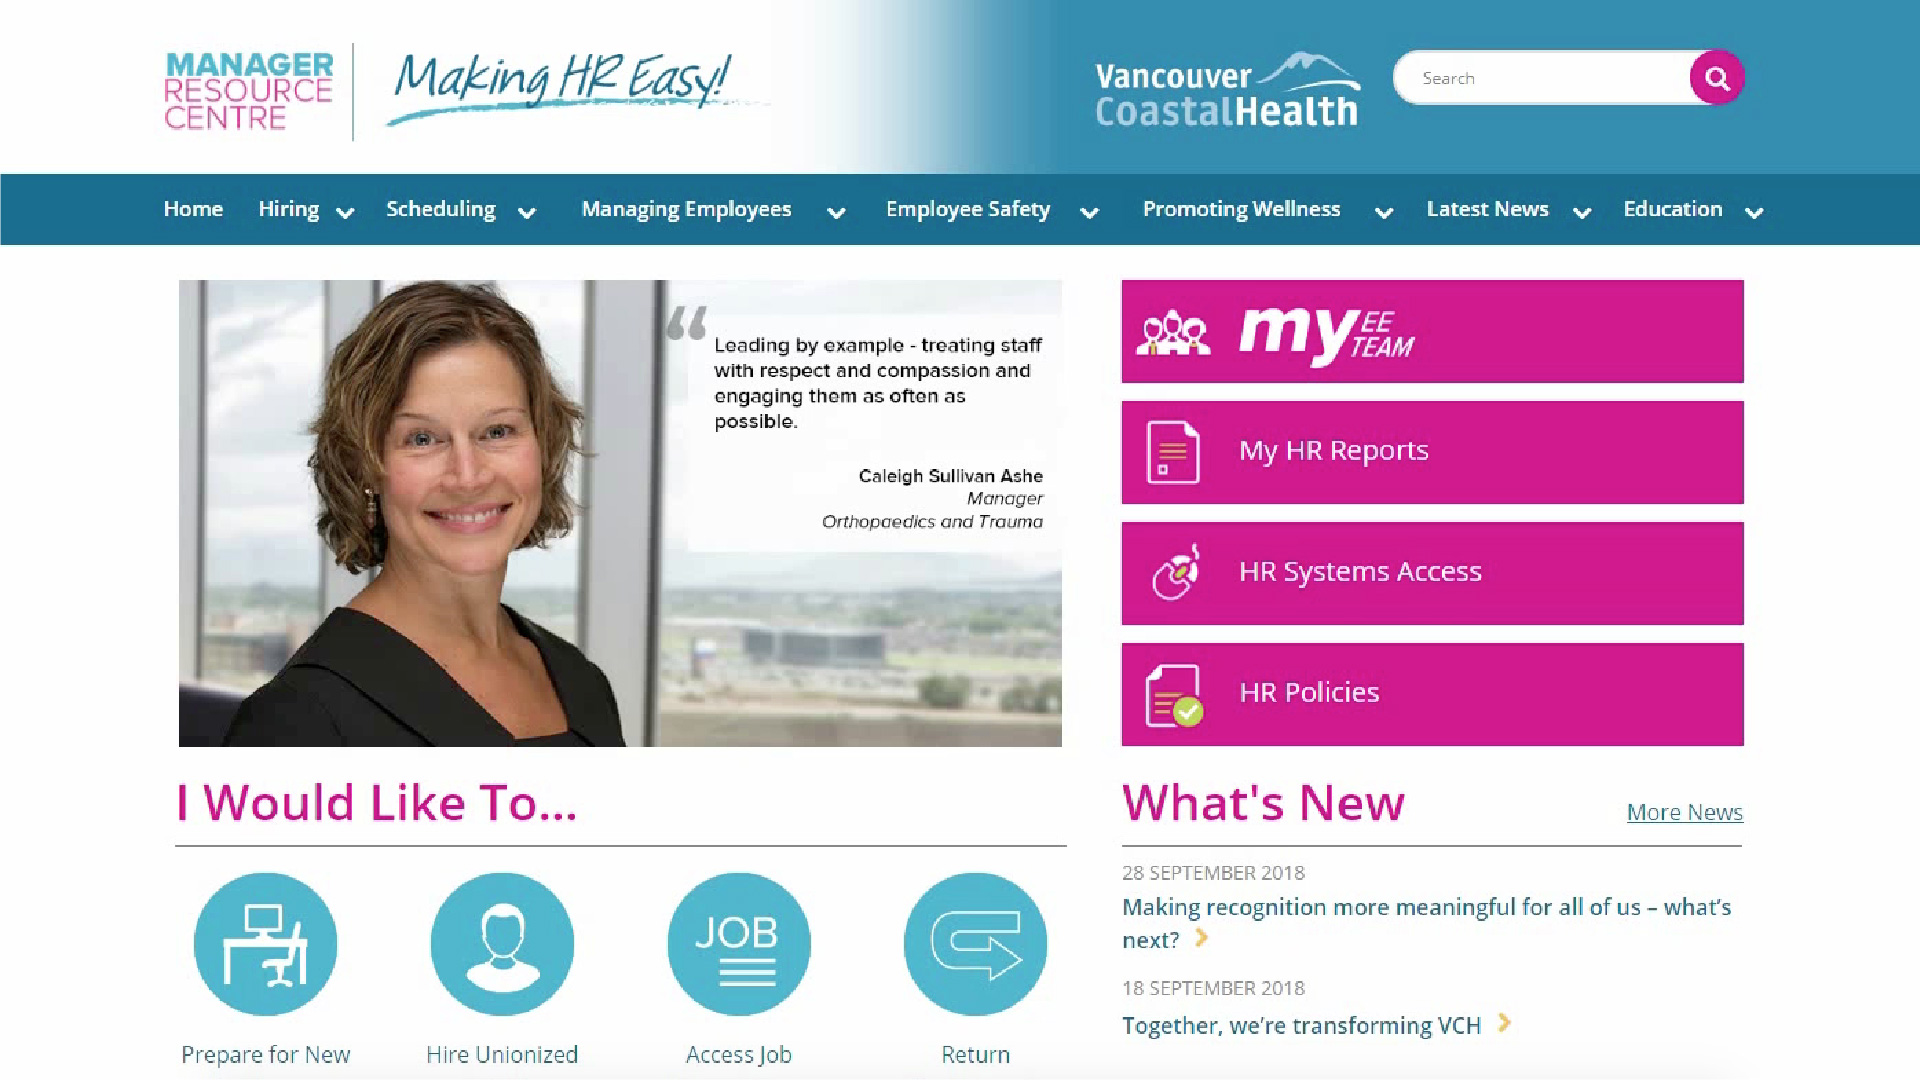 MANAGER
RESOURCE
CENTRE
Making HR Easy!
Vancouver
CoastalHealth
Search
Home Hiring Scheduling Managing Employees Employee Safety Promoting Wellness Latest News Education
“
Leading by example - treating staff
with respect and compassion and
engaging them as often as
possible.
Caleigh Sullivan Ashe
Manager
Orthopaedics and Trauma
my EE
TEAM
My HR Reports
HR Systems Access
HR Policies
I Would Like To...
JOB
Prepare for New
Hire Unionized
Access Job
Return
What's New
More News
28 SEPTEMBER 2018
Making recognition more meaningful for all of us – what’s
next?
18 SEPTEMBER 2018
Together, we’re transforming VCH